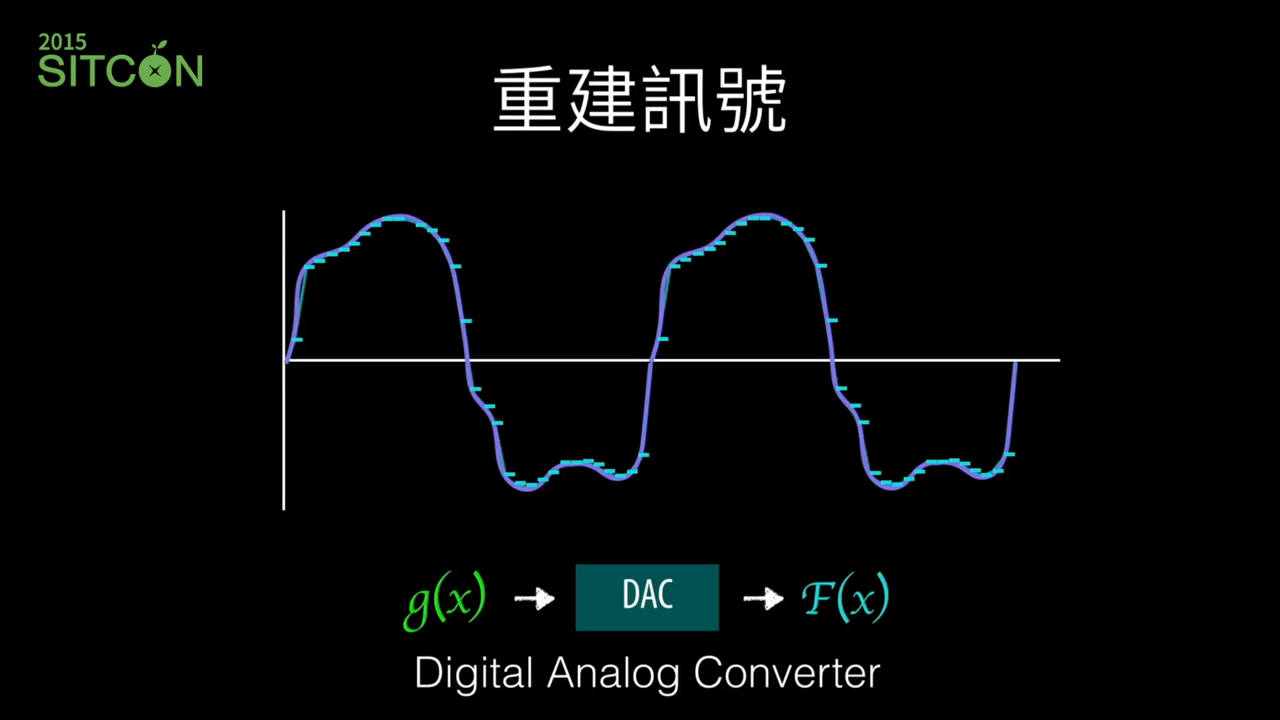 2015
SITCON
重建訊號
g(x) → DAC → F(x)
Digital Analog Converter